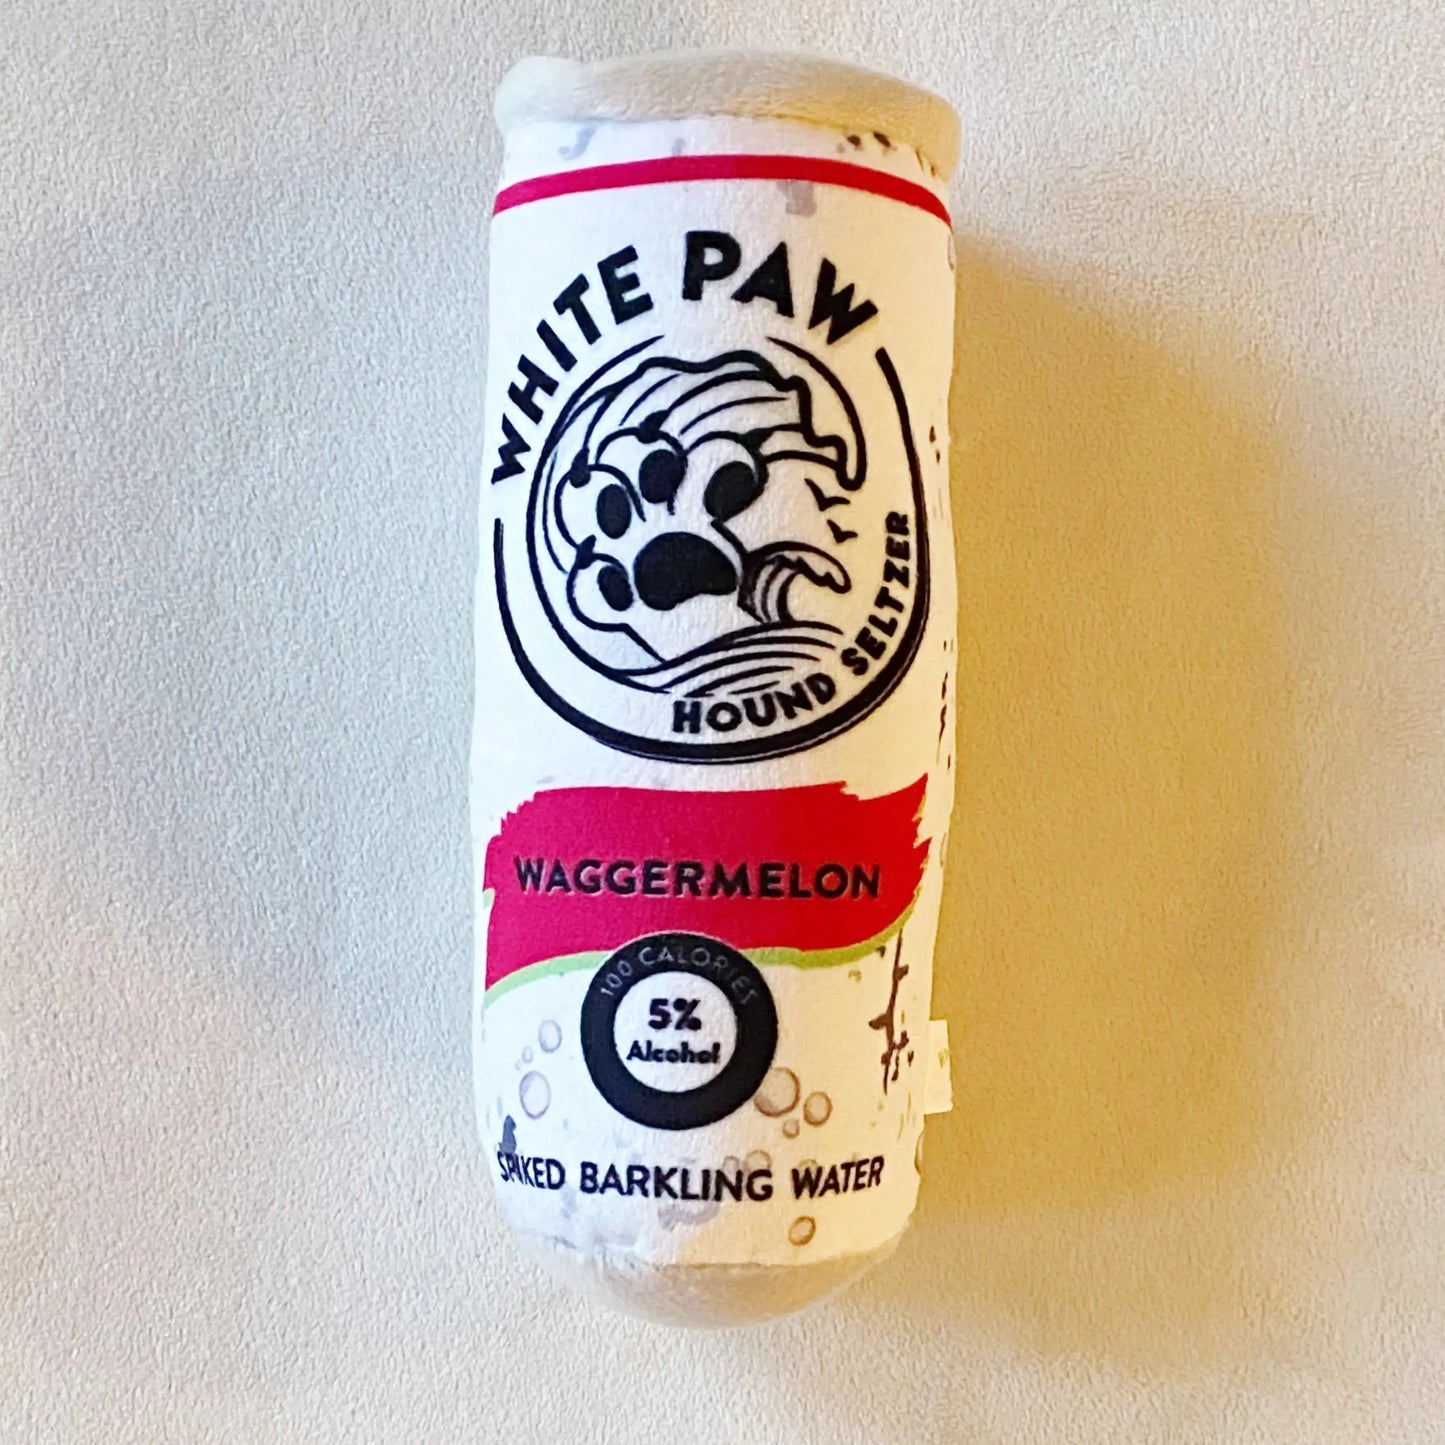 WHITE PAW
HOUND SELTZER
WAGGERMELON
100 CALORIES
5%
Alcohol
SPIKED BARKLING WATER